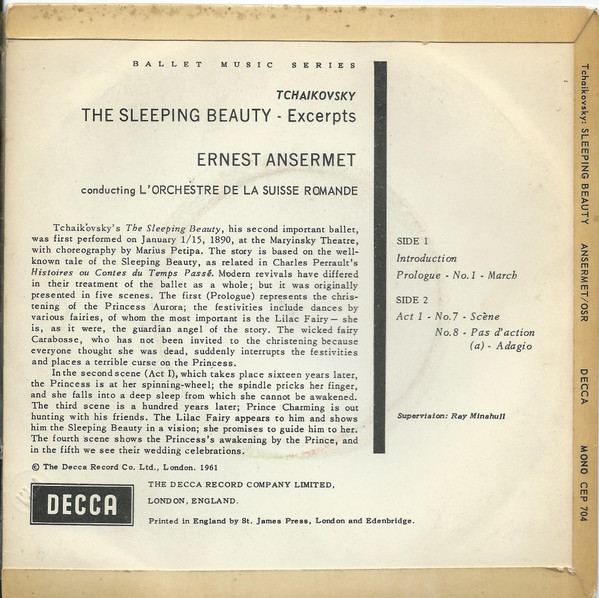 BALLET MUSIC SERIES
TCHAIKOVSKY
THE SLEEPING BEAUTY - Excerpts
ERNEST ANSERMET
conducting L'ORCHESTRE DE LA SUISSE ROMANDE
Tchaikovsky's The Sleeping Beauty, his second important ballet,
was first performed on January 1/15, 1890, at the Maryinsky Theatre,
with choreography by Marius Petipa. The story is based on the well-
known tale of the Sleeping Beauty, as related in Charles Perrault's
Histoires ou Contes du Temps Passé. Modern revivals have differed
in their treatment of the ballet as a whole; but it was originally
presented in five scenes. The first (Prologue) represents the chris-
tening of the Princess Aurora; the festivities include dances by
various fairies, of whom the most important is the Lilac Fairy — she
is, as it were, the guardian angel of the story. The wicked fairy
Carabosse, who has not been invited to the christening because
everyone thought she was dead, suddenly interrupts the festivities
and places a terrible curse on the Princess.
In the second scene (Act I), which takes place sixteen years later,
the Princess is at her spinning-wheel; the spindle pricks her finger,
and she falls into a deep sleep from which she cannot be awakened.
The third scene is a hundred years later; Prince Charming is out
hunting with his friends. The Lilac Fairy appears to him and shows
him the Sleeping Beauty in a vision; she promises to guide him to her.
The fourth scene shows the Princess's awakening by the Prince, and
in the fifth we see their wedding celebrations.
© The Decca Record Co. Ltd., London. 1961
DECCA
THE DECCA RECORD COMPANY LIMITED,
LONDON, ENGLAND.
Printed in England by St. James Press, London and Edenbridge.
SIDE 1
Introduction
Prologue - No.1 - March
SIDE 2
Act 1 - No.7 - Scène
No.8 - Pas d'action
(a) - Adagio
Supervision: Ray Minshull
Tchaikovsky: SLEEPING BEAUTY ANSERMET/OSR DECCA MONO CEP 704